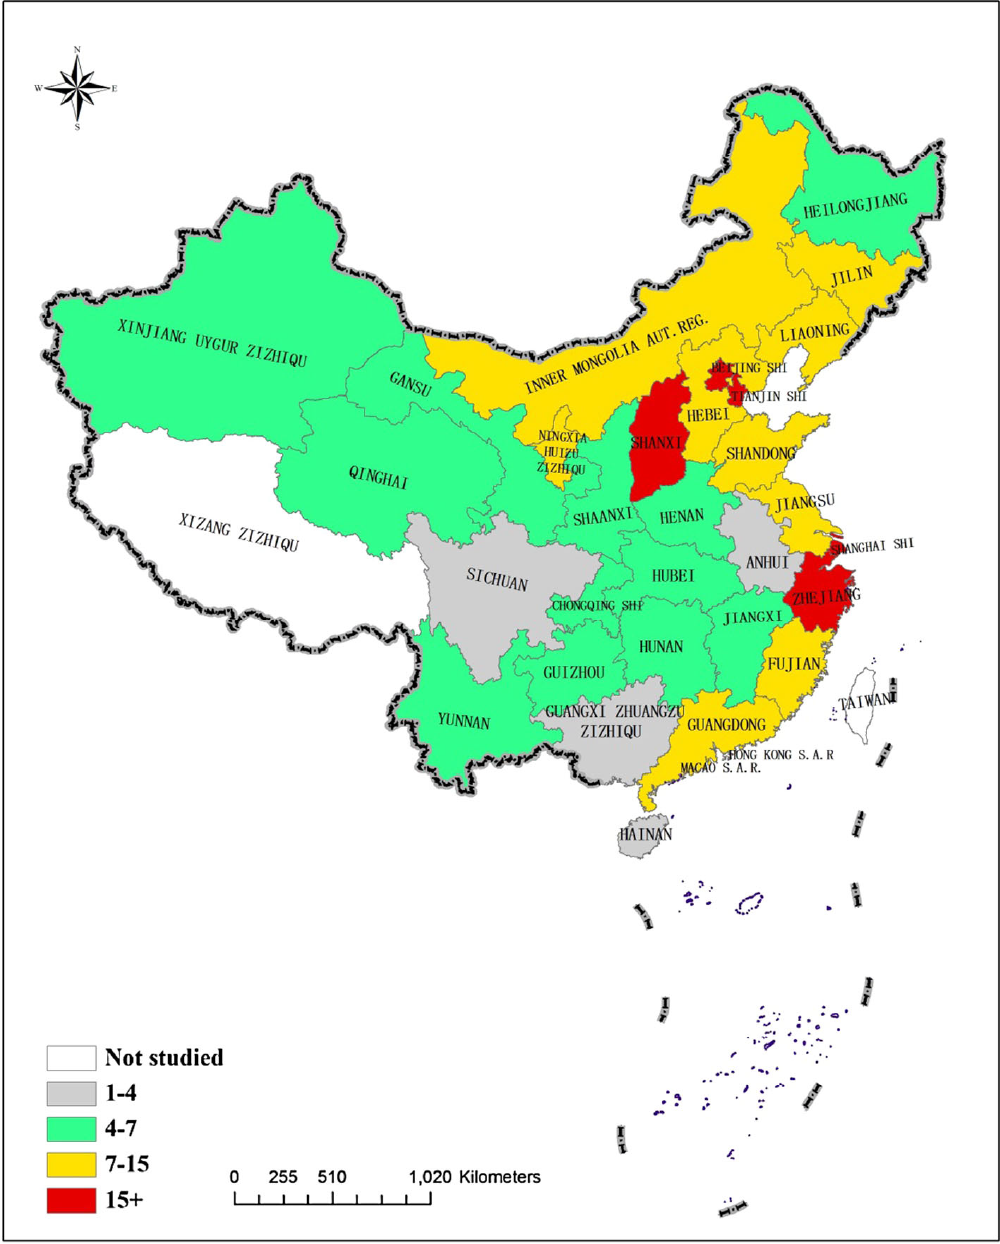 N
W
E
S
HEILONGJIANG
JILIN
LIAONING
XINJIANG UYGUR ZIZHIQU
INNER MONGOLIA AUT.REG.
GANSU
BEIJING SHI
TIANJIN SHI
HEBEI
NINGXIA
HUIZU
ZIZHIQU
SHANXI
SHANDONG
QINGHAI
JIANGSU
SHAANXI
HENAN
XIZANG ZIZHIQU
SHANGHAI SHI
ANHUI
SICHUAN
HUBEI
ZHEJIANG
CHONGQING SHI
JIANGXI
HUNAN
FUJIAN
GUIZHOU
TAIWAN
GUANGXI ZHUANGZU
ZIZHIQU
YUNNAN
GUANGDONG
HONG KONG S.A.R
MACAO S.A.R.
HAINAN
Not studied
1-4
4-7
7-15
15+
0 255 510 1,020 Kilometers